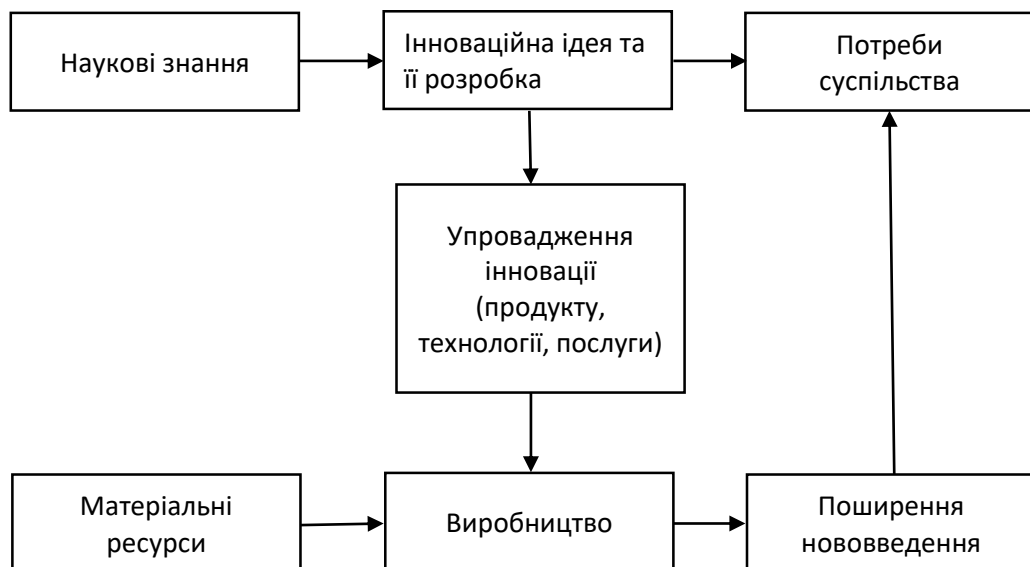 Наукові знання
Інноваційна ідея та
її розробка
Потреби
суспільства
Упровадження
інновації
(продукту,
технології, послуги)
Матеріальні
ресурси
Виробництво
Поширення
нововведення